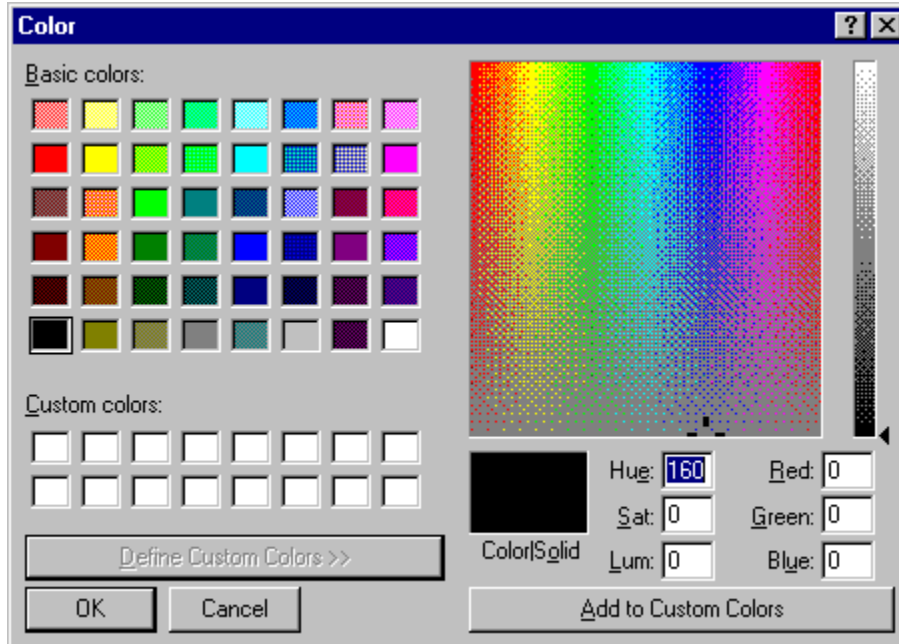 Color
Basic colors:
Custom colors:
Define Custom Colors >>
OK Cancel
Hue: 160 Red: 0
Sat: 0 Green: 0
Color|Solid
Lum: 0 Blue: 0
Add to Custom Colors